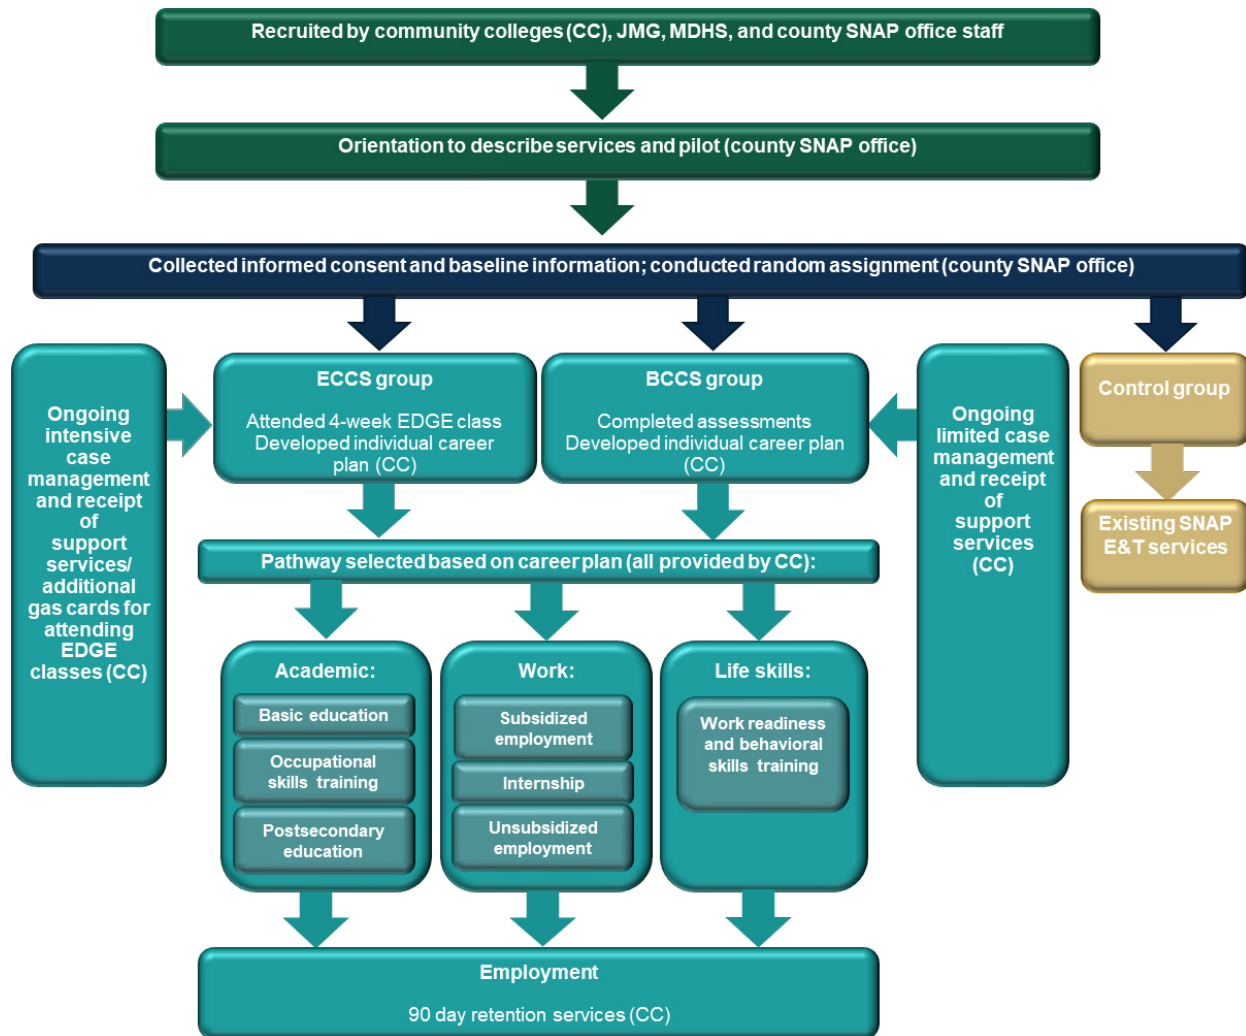 Recruited by community colleges (CC), JMG, MDHS, and county SNAP office staff
Orientation to describe services and pilot (county SNAP office)
Collected informed consent and baseline information; conducted random assignment (county SNAP office)
Ongoing
intensive
case
management
and receipt
of
support
services/
additional
gas cards for
attending
EDGE
classes (CC)
ECCS group
Attended 4-week EDGE class
Developed individual career
plan (CC)
BCCS group
Completed assessments
Developed individual career plan
(CC)
Ongoing
limited case
management
and receipt
of
support
services
(CC)
Control group
Existing SNAP
E&T services
Pathway selected based on career plan (all provided by CC):
Academic:
Basic education
Occupational
skills training
Postsecondary
education
Work:
Subsidized
employment
Internship
Unsubsidized
employment
Life skills:
Work readiness
and behavioral
skills training
Employment
90 day retention services (CC)